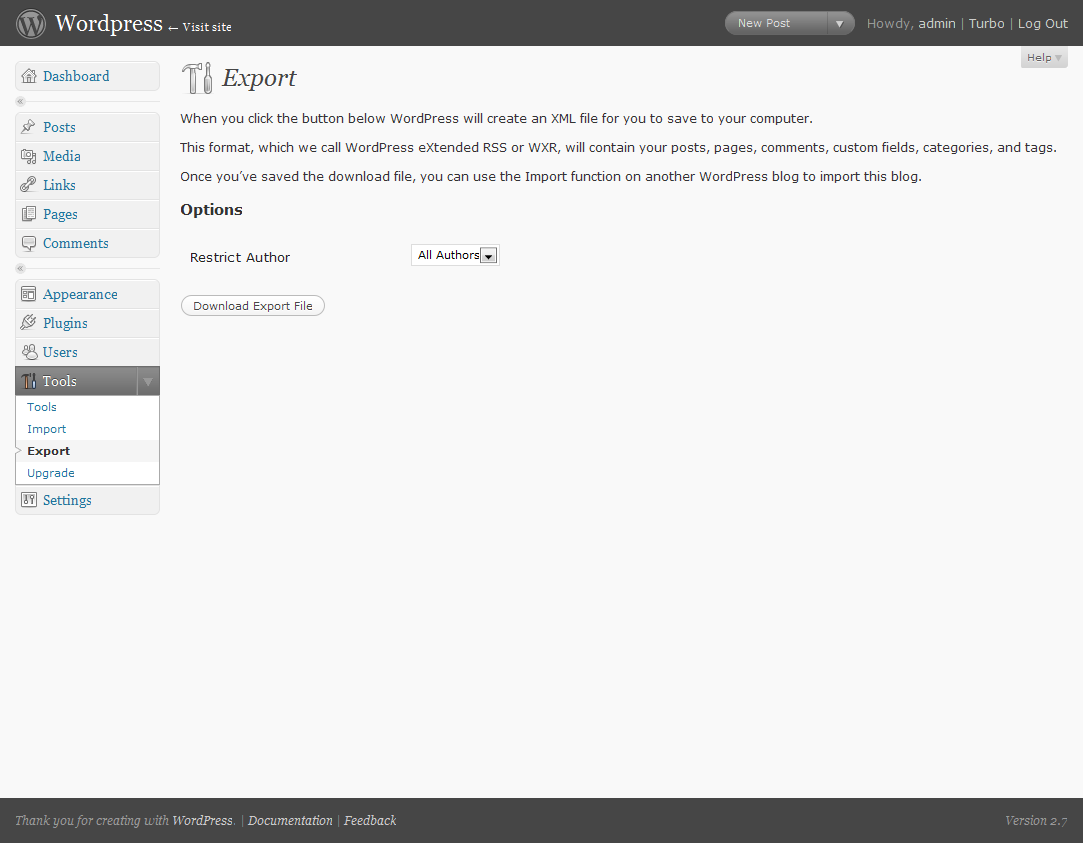 Wordpress ← Visit site
New Post
Howdy, admin | Turbo | Log Out
Help
Dashboard
Posts
Media
Links
Pages
Comments
Appearance
Plugins
Users
Tools
Tools
Import
Export
Upgrade
Settings
Export
When you click the button below WordPress will create an XML file for you to save to your computer.
This format, which we call WordPress eXtended RSS or WXR, will contain your posts, pages, comments, custom fields, categories, and tags.
Once you’ve saved the download file, you can use the Import function on another WordPress blog to import this blog.
Options
Restrict Author
All Authors
Download Export File
Thank you for creating with WordPress. | Documentation | Feedback
Version 2.7